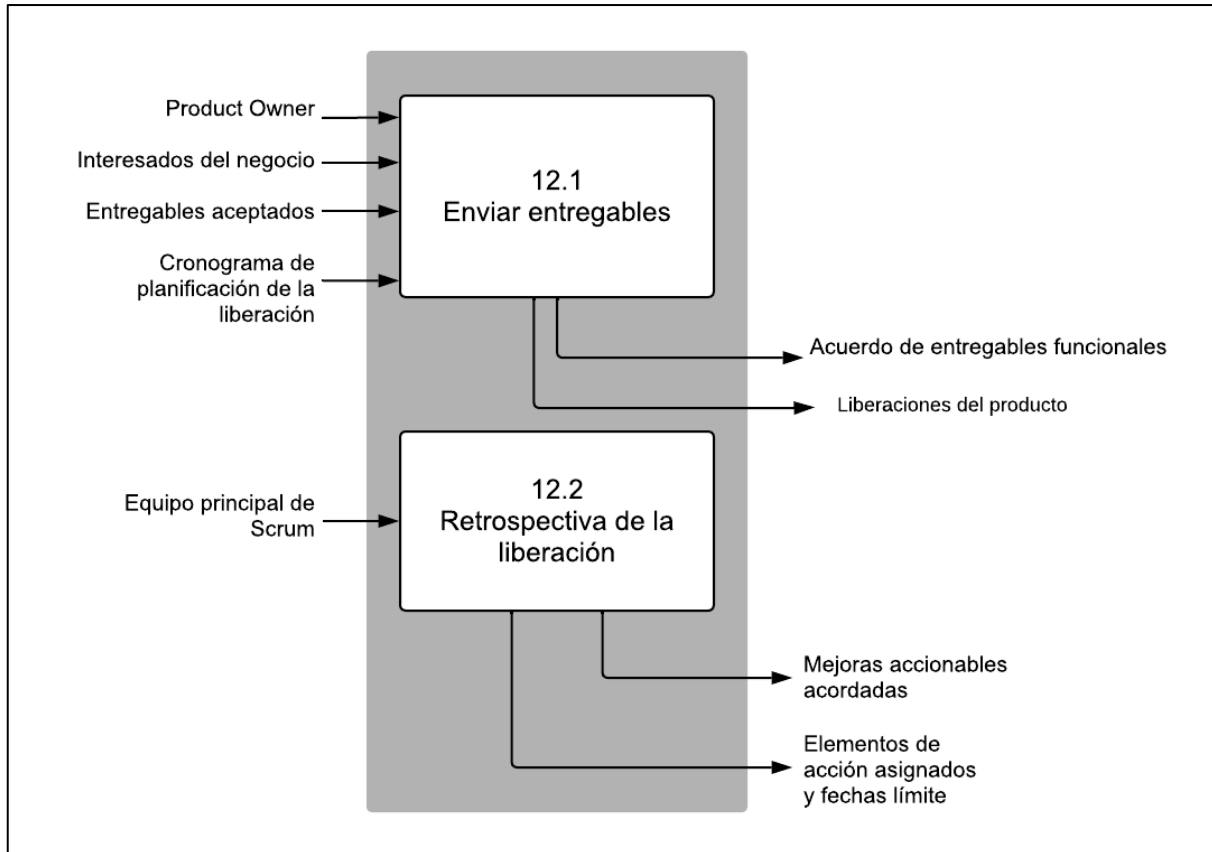 Product Owner
Interesados del negocio
Entregables aceptados
Cronograma de
planificación de la
liberación
12.1
Enviar entregables
Acuerdo de entregables funcionales
Liberaciones del producto
Equipo principal de
Scrum
12.2
Retrospectiva de la
liberación
Mejoras accionables
acordadas
Elementos de
acción asignados
y fechas límite